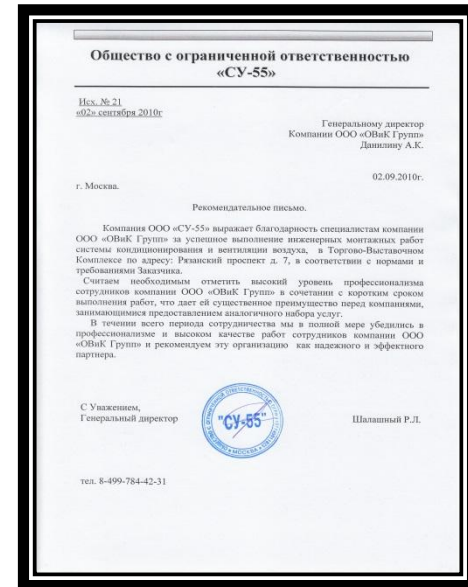 Общество с ограниченной ответственностью
«СУ-55»
Исх. № 21
«02» сентября 2010г
Генеральному директор
Компании ООО «ОВиК Групп»
Данилину А.К.
02.09.2010г.
г. Москва.
Рекомендательное письмо.
Компания ООО «СУ-55» выражает благодарность специалистам компании
ООО «ОВиК Групп» за успешное выполнение инженерных монтажных работ
системы кондиционирования и вентиляции воздуха, в Торгово-Выставочном
Комплексе по адресу: Рязанский проспект д. 7, в соответствии с нормами и
требованиями Заказчика.
Считаем необходимым отметить высокий уровень профессионализма
сотрудников компании ООО «ОВиК Групп» в сочетании с коротким сроком
выполнения работ, что дает ей существенное преимущество перед компаниями,
занимающимися предоставлением аналогичного набора услуг.
В течении всего периода сотрудничества мы в полной мере убедились в
профессионализме и высоком качестве работ сотрудников компании ООО
«ОВиК Групп» и рекомендуем эту организацию как надежного и эффектного
партнера.
С Уважением,
Генеральный директор
"СУ-55"
МОСКВА
Шалашный Р.Л.
тел. 8-499-784-42-31